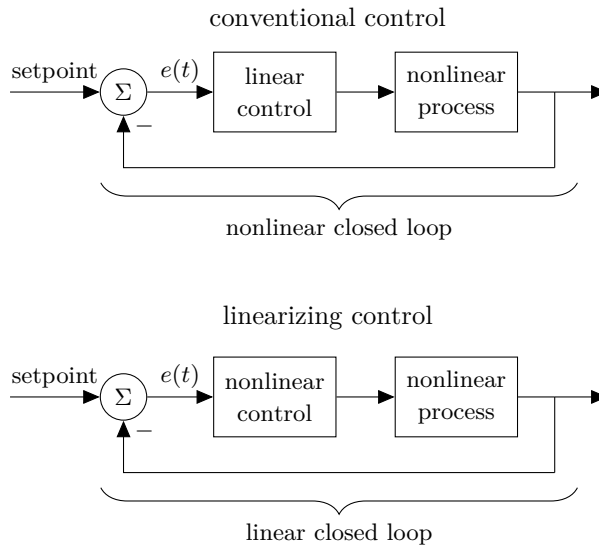 conventional control
setpoint
Σ
e(t)
linear
control
nonlinear
process
−
nonlinear closed loop
linearizing control
setpoint
Σ
e(t)
nonlinear
control
nonlinear
process
−
linear closed loop